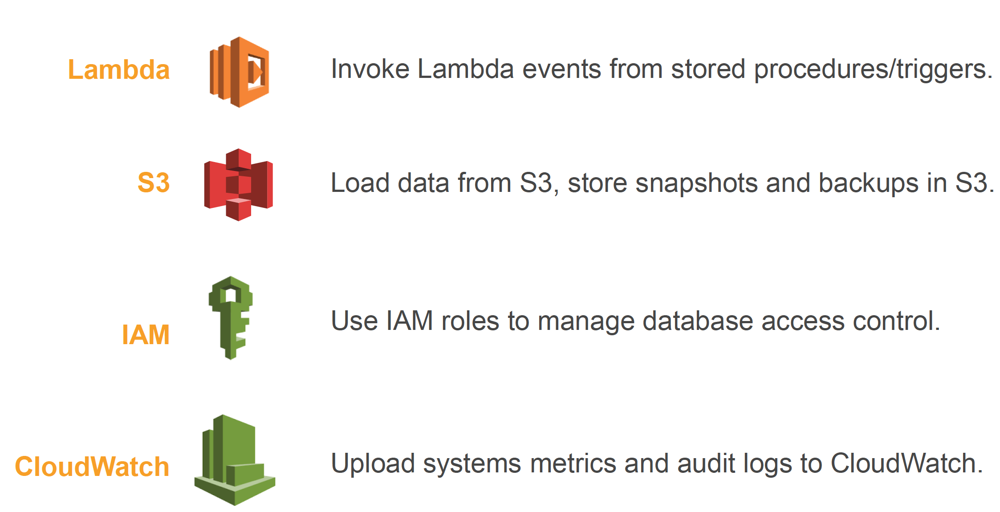 Lambda
Invoke Lambda events from stored procedures/triggers.
S3
Load data from S3, store snapshots and backups in S3.
IAM
Use IAM roles to manage database access control.
CloudWatch
Upload systems metrics and audit logs to CloudWatch.